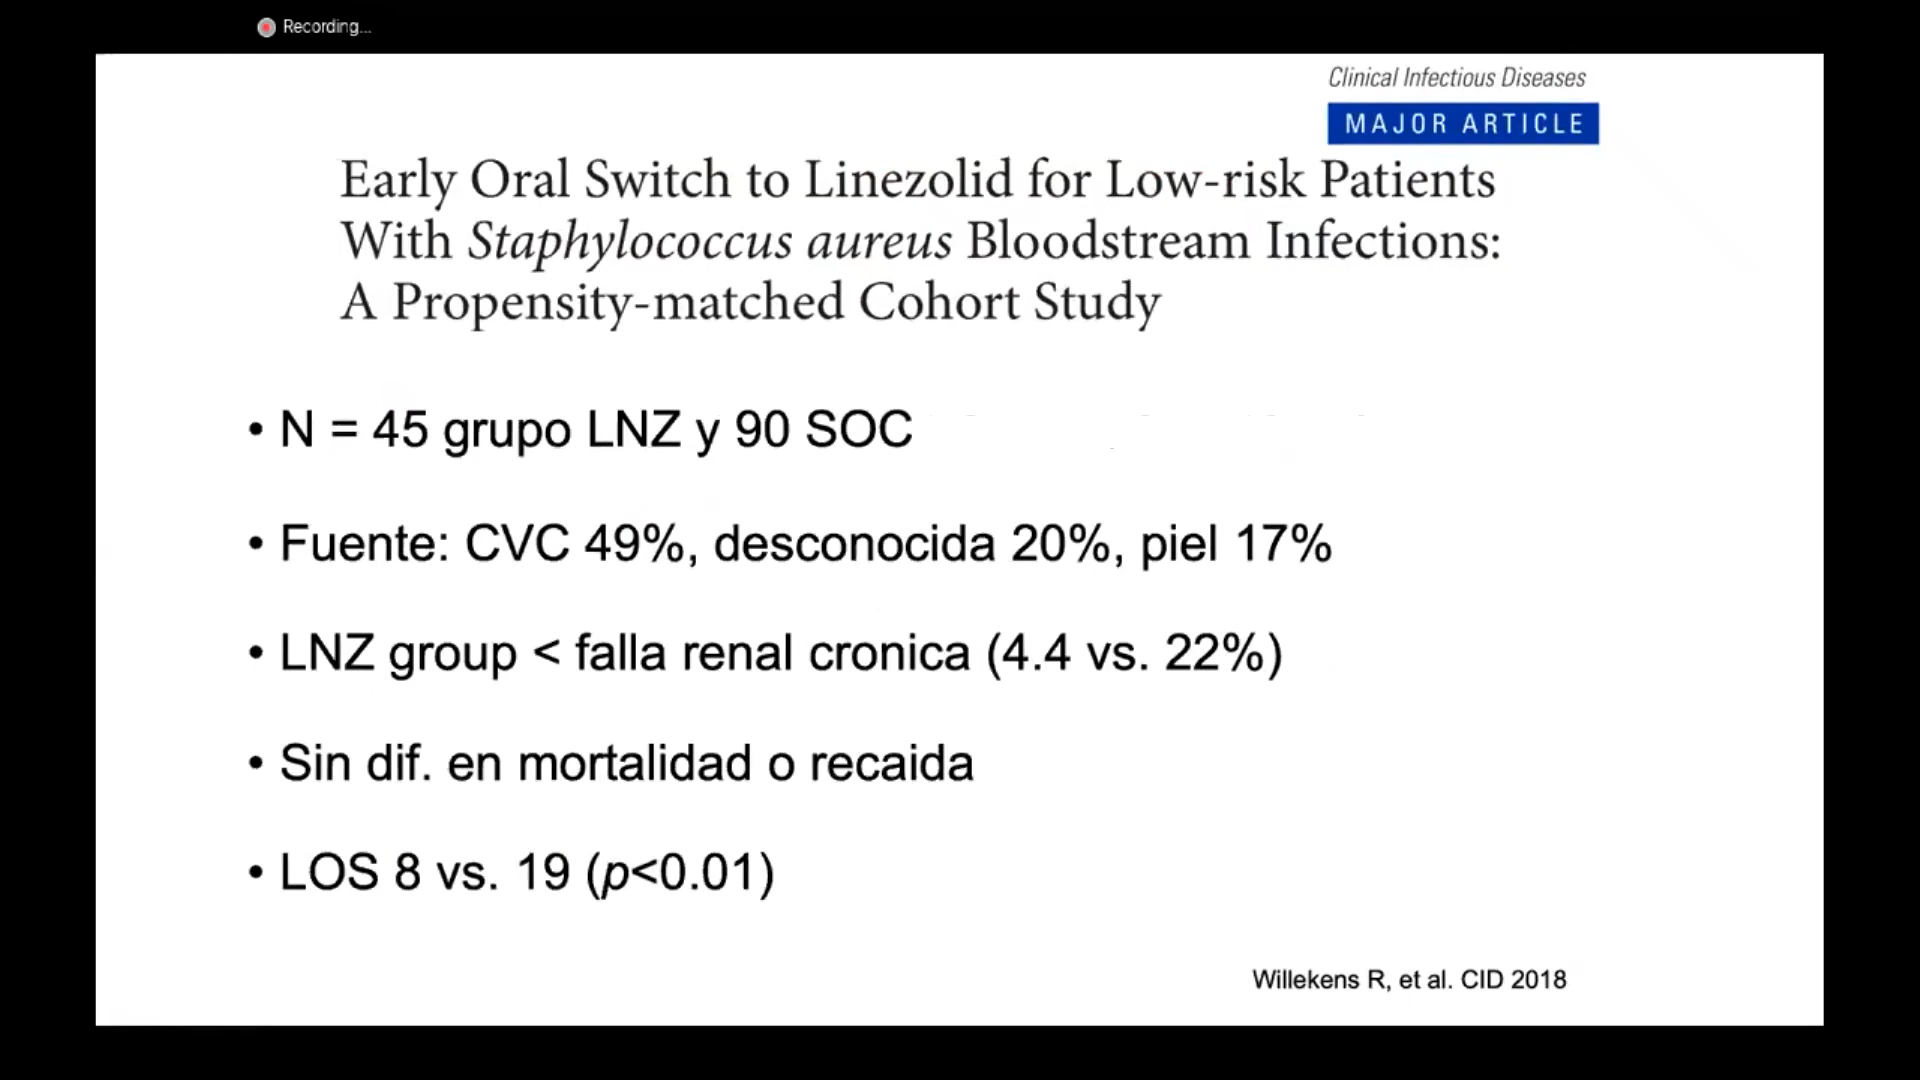 Recording...
Clinical Infectious Diseases
MAJOR ARTICLE
Early Oral Switch to Linezolid for Low-risk Patients
With Staphylococcus aureus Bloodstream Infections:
A Propensity-matched Cohort Study
• N = 45 grupo LNZ y 90 SOC
• Fuente: CVC 49%, desconocida 20%, piel 17%
• LNZ group < falla renal cronica (4.4 vs. 22%)
• Sin dif. en mortalidad o recaida
• LOS 8 vs. 19 (p<0.01)
Willekens R, et al. CID 2018